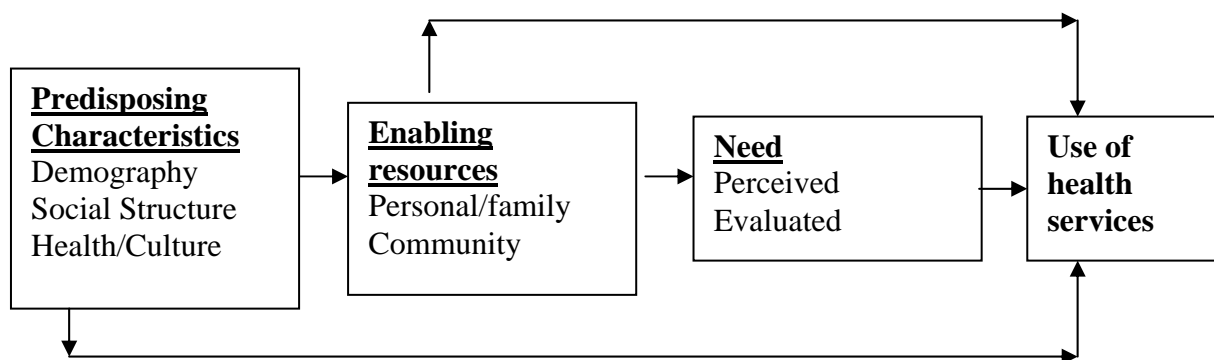 Predisposing
Characteristics
Demography
Social Structure
Health/Culture
Enabling
resources
Personal/family
Community
Need
Perceived
Evaluated
Use of
health
services